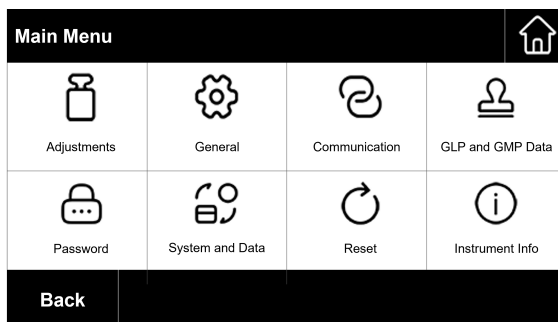 Main Menu
Adjustments
General
Communication
GLP and GMP Data
Password
System and Data
Reset
Instrument Info
Back